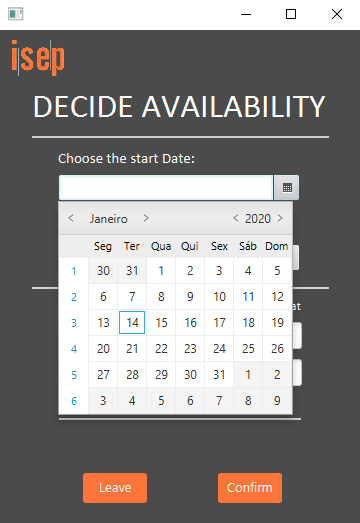 isep
DECIDE AVAILABILITY
Choose the start Date:
Janeiro 2020
Seg Ter Qua Qui Sex Sáb Dom
1 30 31 1 2 3 4 5
2 6 7 8 9 10 11 12
at
3 13 14 15 16 17 18 19
4 20 21 22 23 24 25 26
5 27 28 29 30 31 1 2
6 3 4 5 6 7 8 9
Leave Confirm